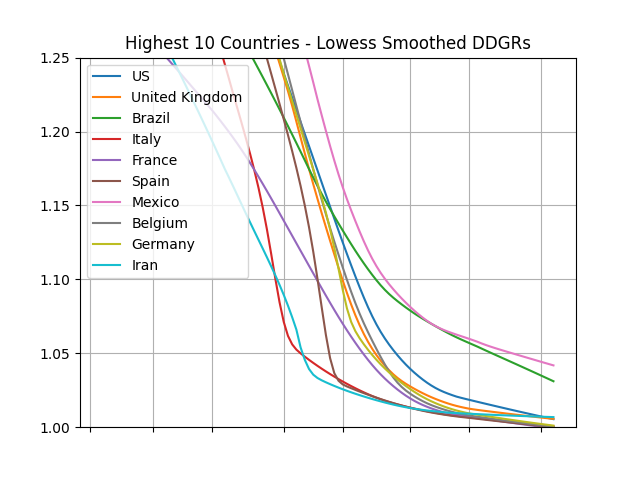 Highest 10 Countries - Lowess Smoothed DDGRs
1.25
1.20
1.15
1.10
1.05
1.00
US
United Kingdom
Brazil
Italy
France
Spain
Mexico
Belgium
Germany
Iran